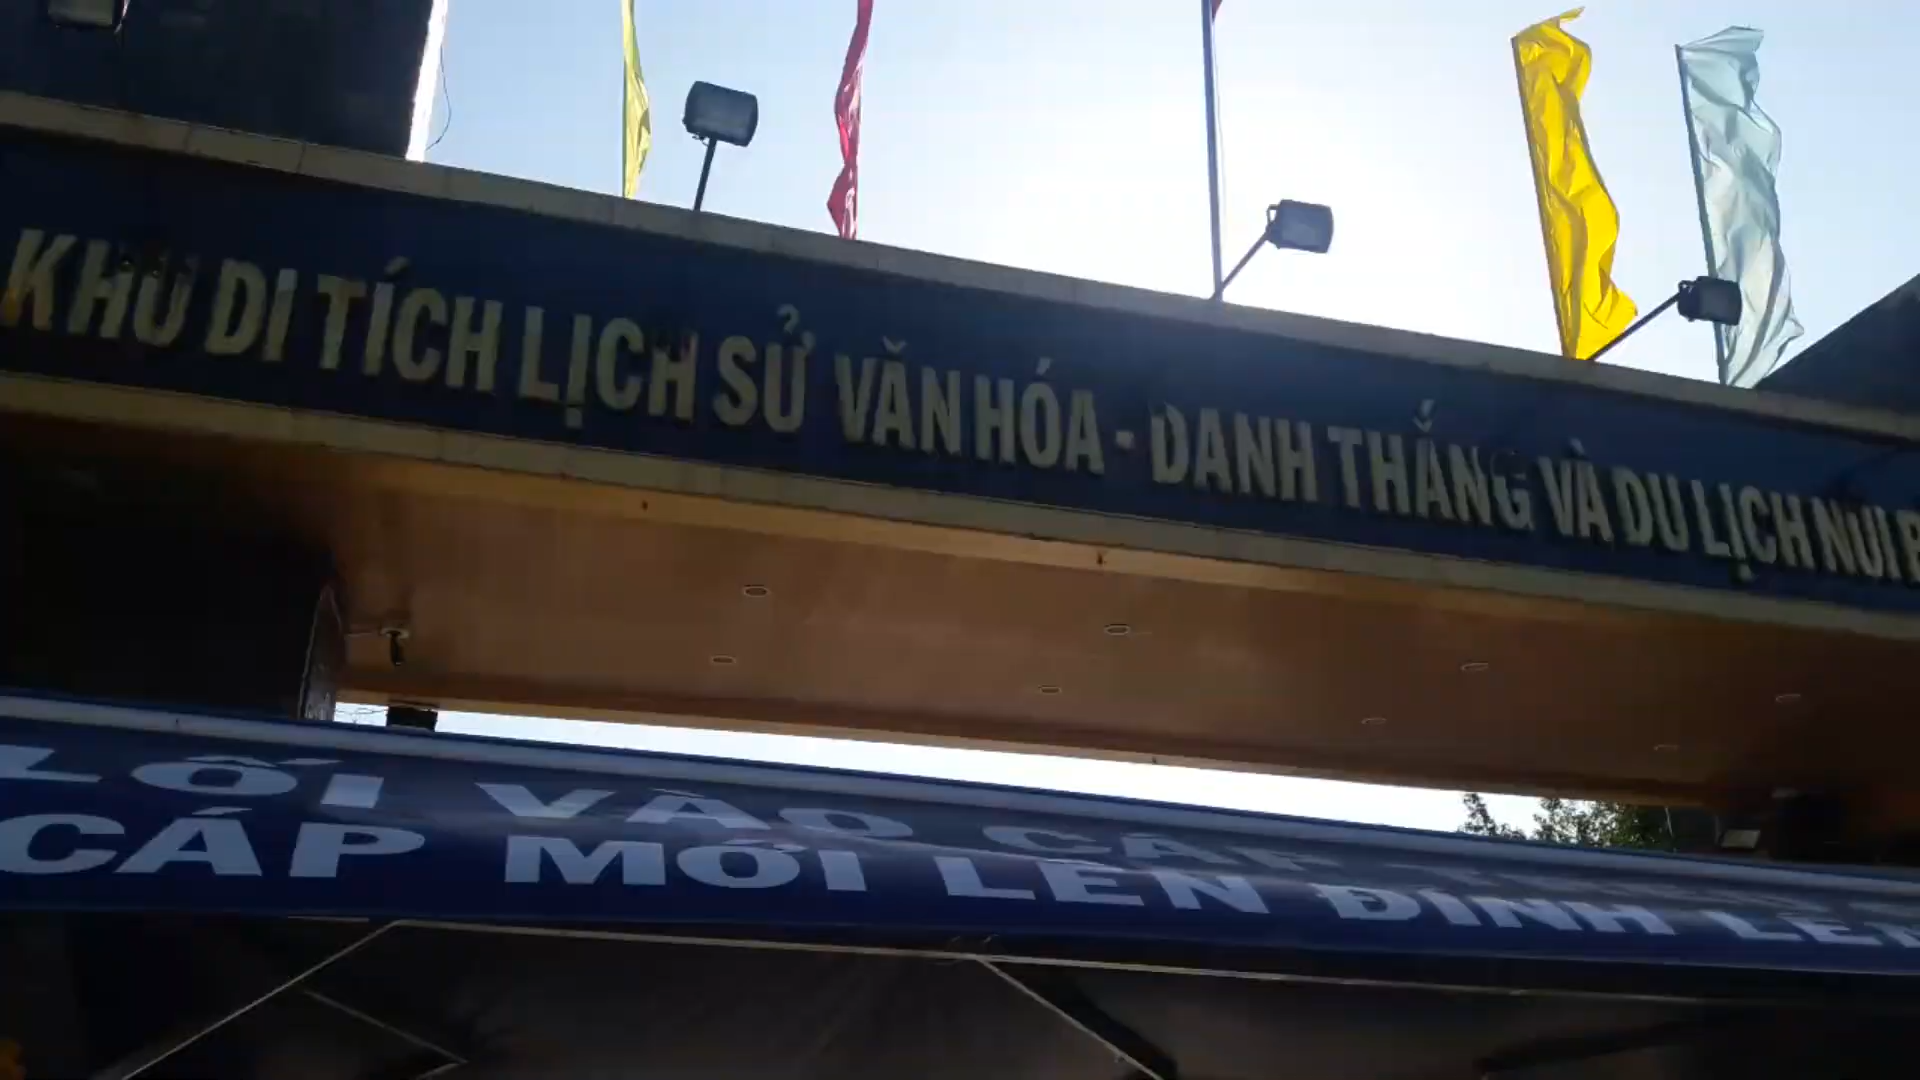 KHU DI TÍCH LỊCH SỬ VĂN HÓA - DANH THẮNG VÀ DU LỊCH NÚI
LỐI VÀO CÁP
CÁP MỚI LÊN ĐỈNH